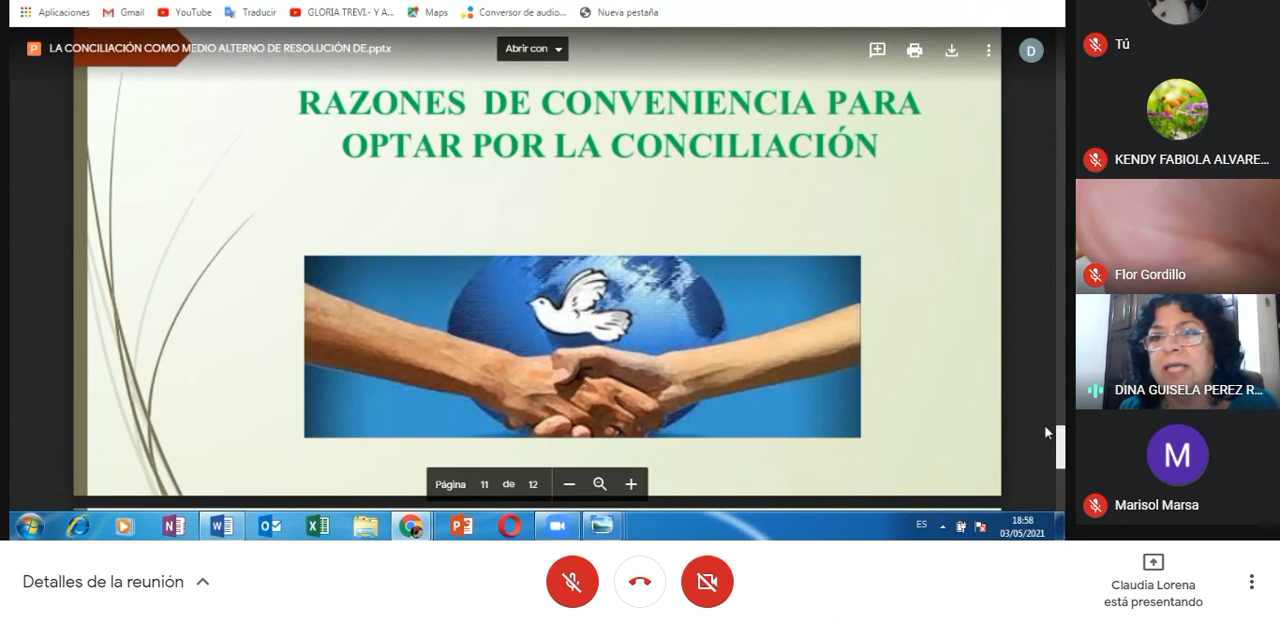 Aplicaciones Gmail YouTube Traducir GLORIA TREVI.- Y A... Maps Conversor de audio... Nueva pestaña
LA CONCILIACIÓN COMO MEDIO ALTERNO DE RESOLUCIÓN DE.pptx Abrir con D
RAZONES DE CONVENIENCIA PARA
OPTAR POR LA CONCILIACIÓN
Página 11 de 12
ES 18:58
03/05/2021
Tú
KENDY FABIOLA ALVARE...
Flor Gordillo
DINA GUISELA PEREZ R...
M
Marisol Marsa
Detalles de la reunión
Claudia Lorena
está presentando